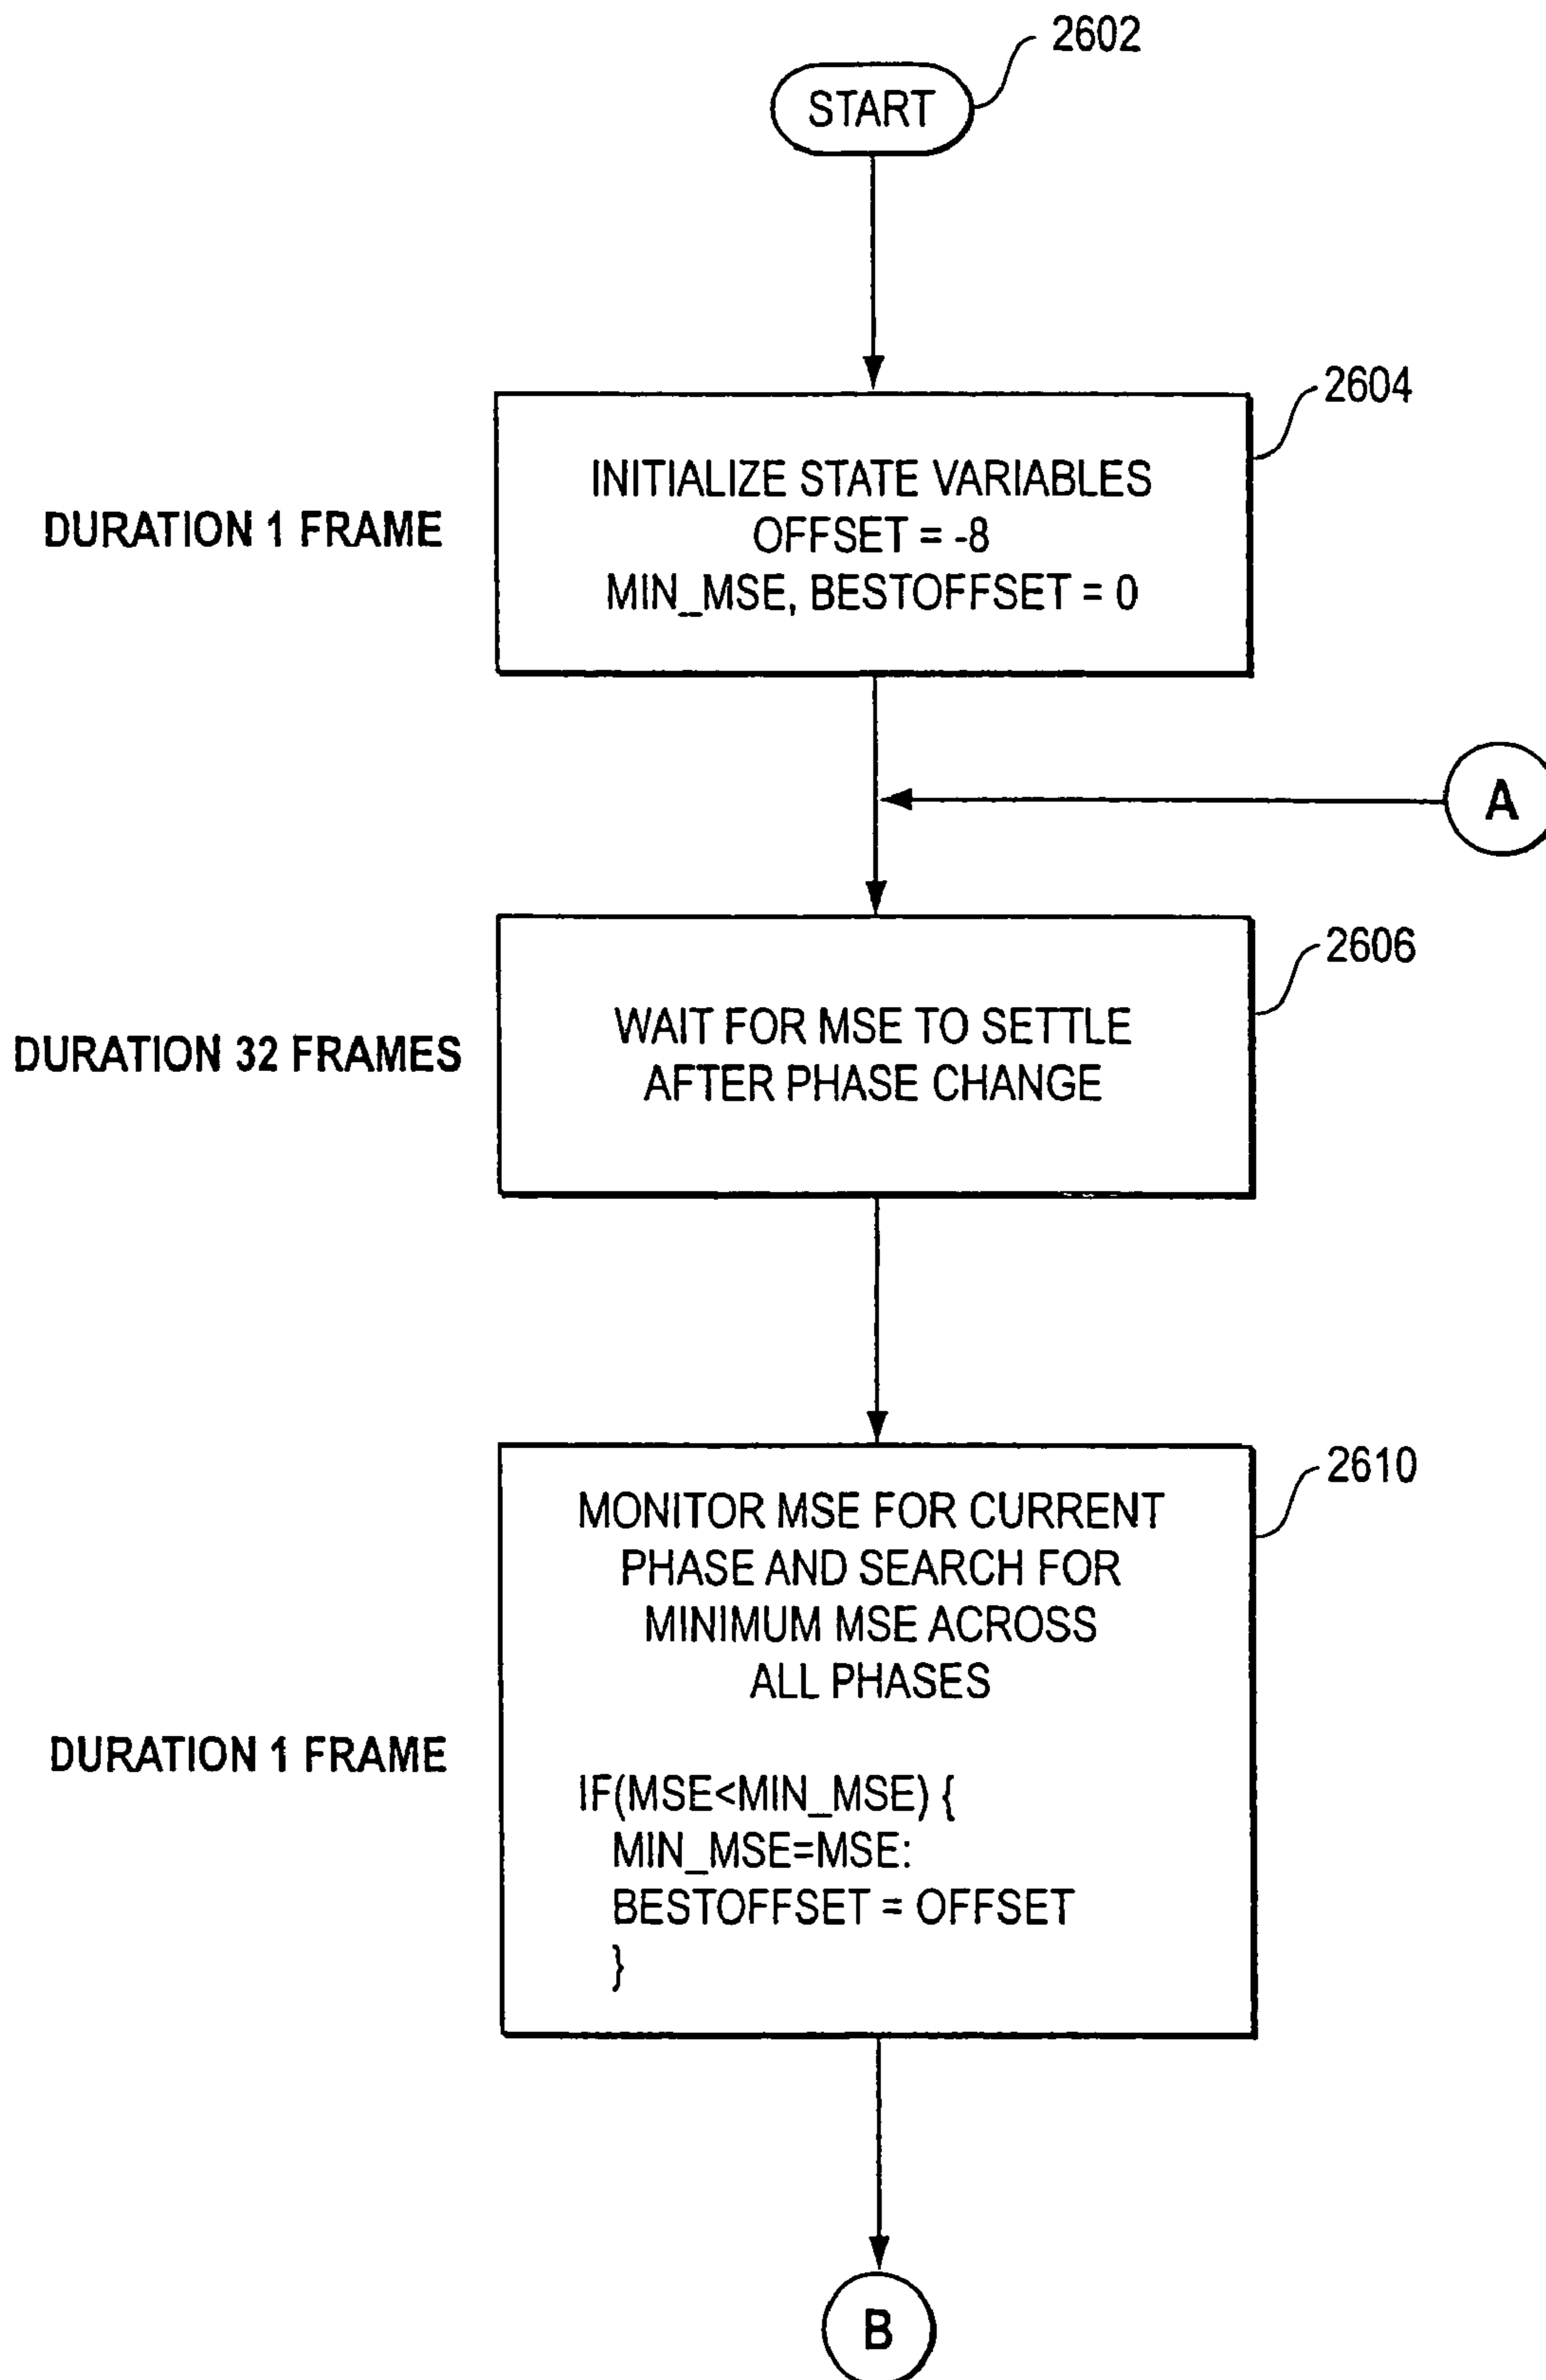 2602
START
2604
INITIALIZE STATE VARIABLES
OFFSET = -8
MIN_MSE, BESTOFFSET = 0
DURATION 1 FRAME
A
2606
WAIT FOR MSE TO SETTLE
AFTER PHASE CHANGE
DURATION 32 FRAMES
2610
MONITOR MSE FOR CURRENT
PHASE AND SEARCH FOR
MINIMUM MSE ACROSS
ALL PHASES
DURATION 1 FRAME
IF(MSE<MIN_MSE) {
MIN_MSE=MSE:
BESTOFFSET = OFFSET
}
B